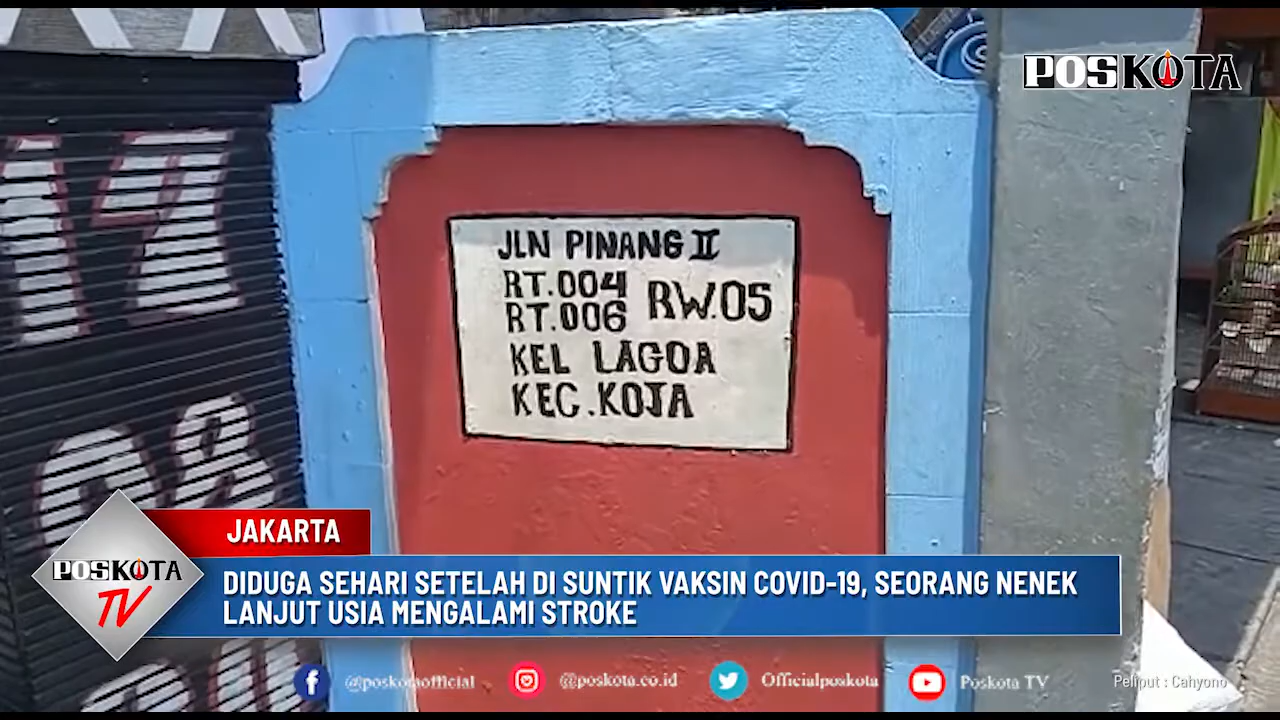 POSKOTA
17
08
JLN PINANG II
RT.004
RT.006
RW.05
KEL LAGOA
KEC.KOJA
JAKARTA
POSKOTA
TV
DIDUGA SEHARI SETELAH DI SUNTIK VAKSIN COVID-19, SEORANG NENEK
LANJUT USIA MENGALAMI STROKE
@poskotaofficial
@poskota.co.id
Officialposkota
Poskota TV
Peliput : Cahyono